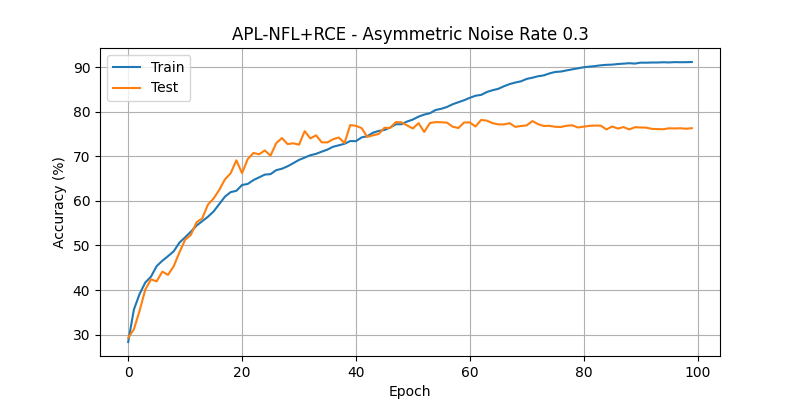 APL-NFL+RCE - Asymmetric Noise Rate 0.3
Train
Test
Accuracy (%)
90
80
70
60
50
40
30
0 20 40 60 80 100
Epoch